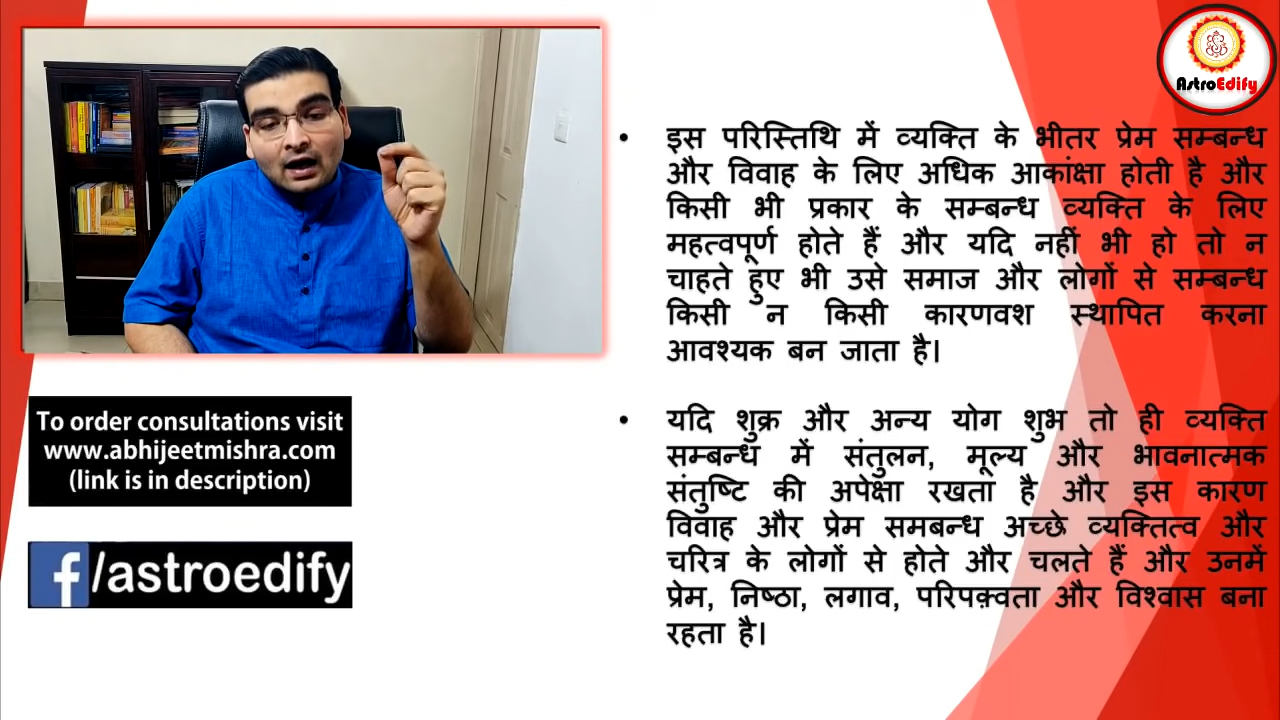 AstroEdify
इस परिस्तिथि में व्यक्ति के भीतर प्रेम सम्बन्ध
और विवाह के लिए अधिक आकांक्षा होती है और
किसी भी प्रकार के सम्बन्ध व्यक्ति के लिए
महत्वपूर्ण होते हैं और यदि नहीं भी हो तो न
चाहते हुए भी उसे समाज और लोगों से सम्बन्ध
किसी न किसी कारणवश स्थापित करना
आवश्यक बन जाता है।
यदि शुक्र और अन्य योग शुभ तो ही व्यक्ति
सम्बन्ध में संतुलन, मूल्य और भावनात्मक
संतुष्टि की अपेक्षा रखता है और इस कारण
विवाह और प्रेम समबन्ध अच्छे व्यक्तित्व और
चरित्र के लोगों से होते और चलते हैं और उनमें
प्रेम, निष्ठा, लगाव, परिपक़्वता और विश्वास बना
रहता है।
To order consultations visit
www.abhijeetmishra.com
(link is in description)
f/astroedify